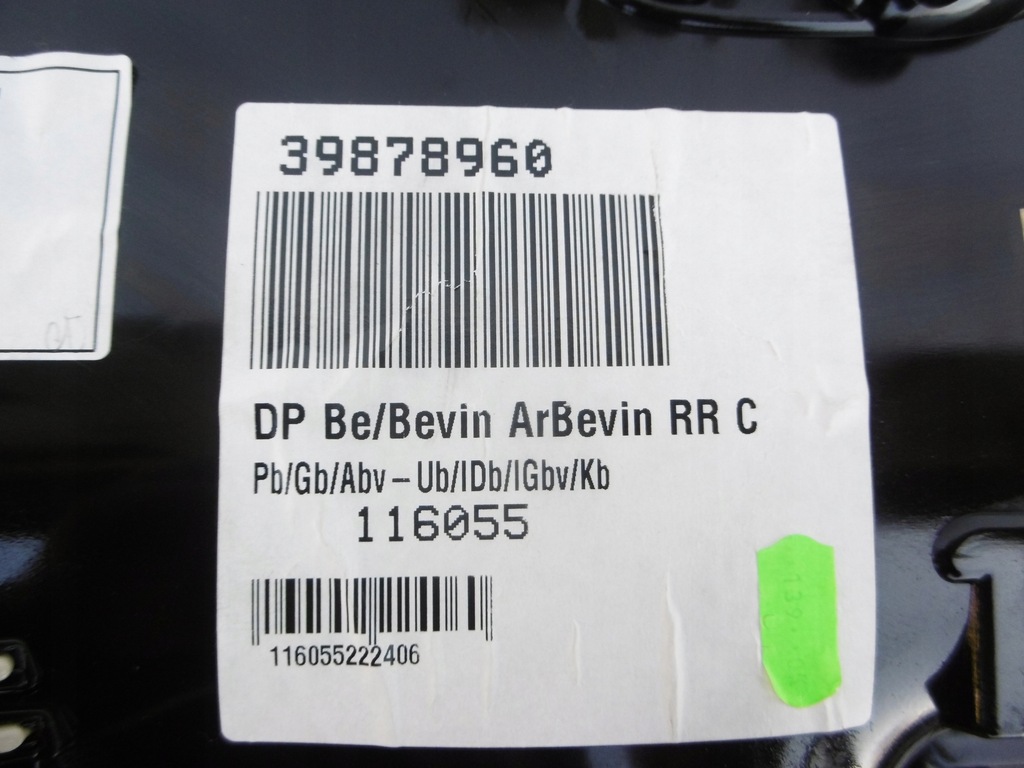 39878960
DP Be/Bevin ArBevin RR C
Pb/Gb/Abv – Ub/IDb/IGbv/Kb
116055
116055222406